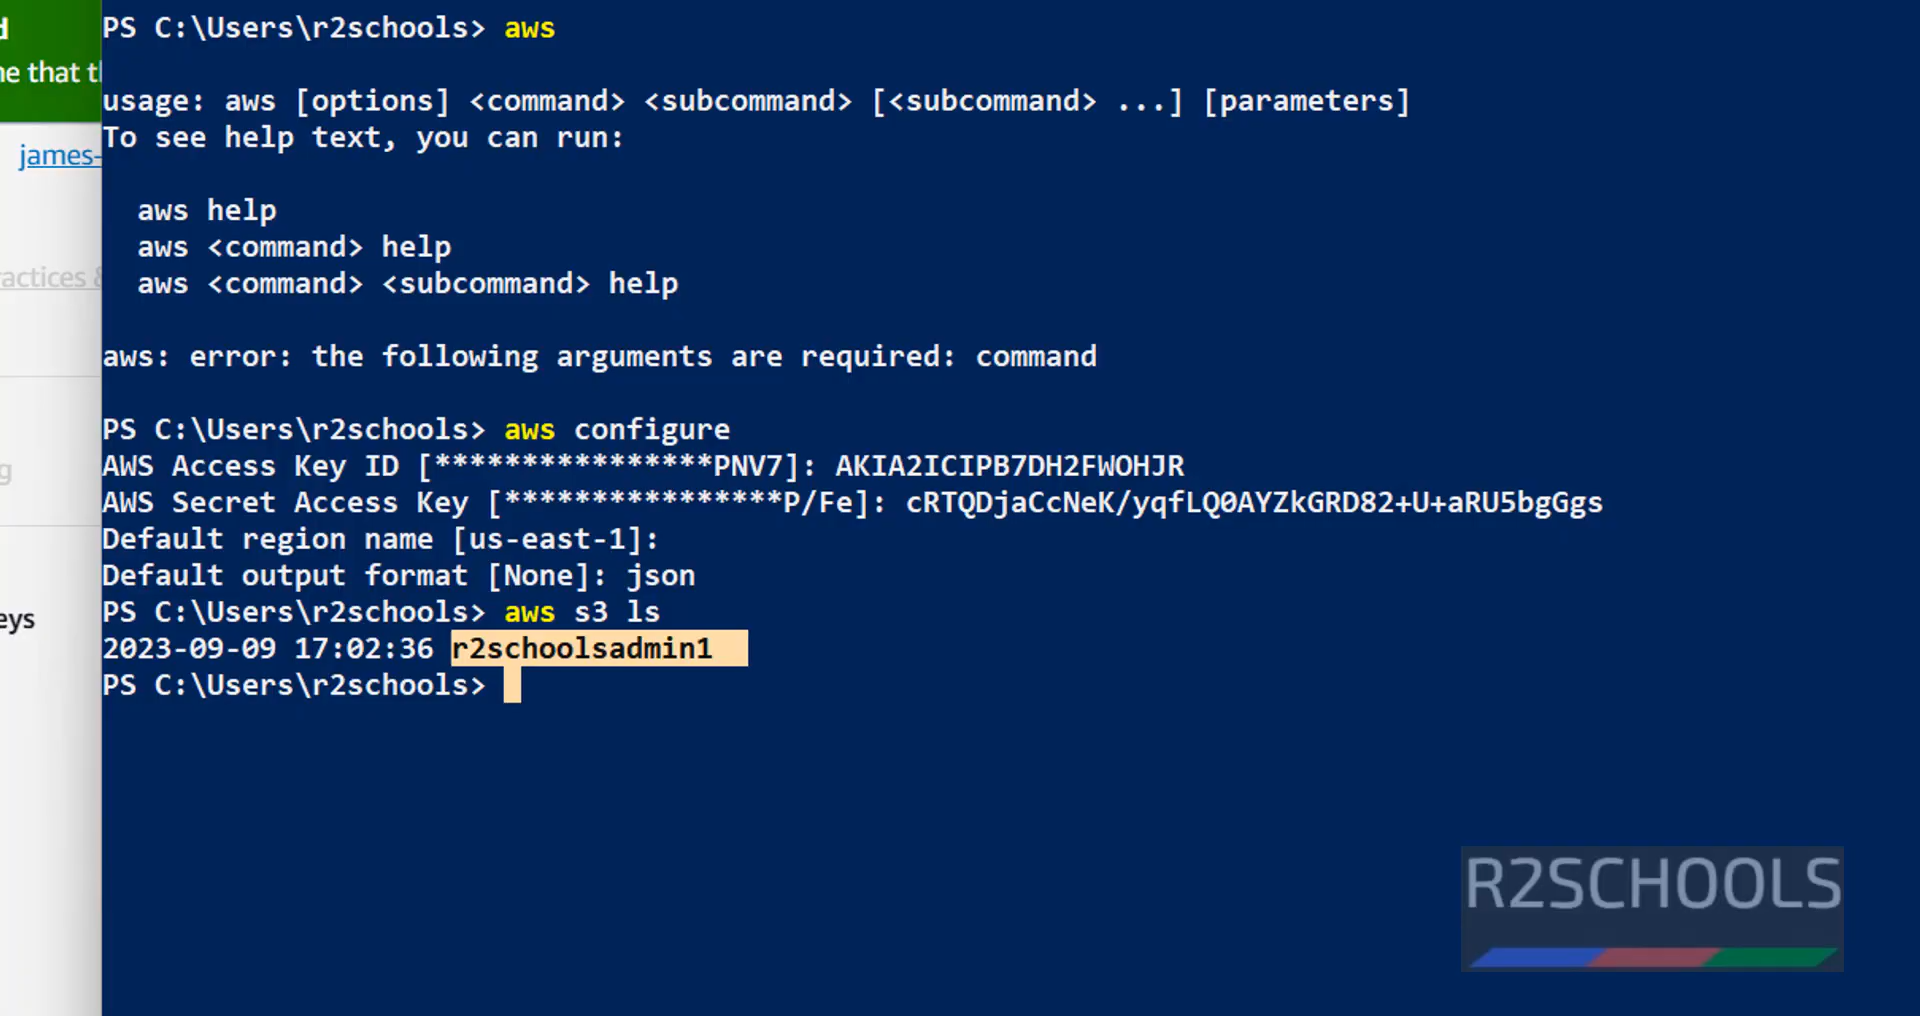 PS C:\Users\r2schools> aws
that
usage: aws [options] <command> <subcommand> [<subcommand> ...] [parameters]
To see help text, you can run:
james-
aws help
aws <command> help
aws <command> <subcommand> help
aws: error: the following arguments are required: command
PS C:\Users\r2schools> aws configure
AWS Access Key ID [****************PNV7]: AKIA2ICIPB7DH2FWOHJR
AWS Secret Access Key [****************P/Fe]: 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
Default region name [us-east-1]:
Default output format [None]: json
PS C:\Users\r2schools> aws s3 ls
2023-09-09 17:02:36 r2schoolsadmin1
PS C:\Users\r2schools>
R2SCHOOLS